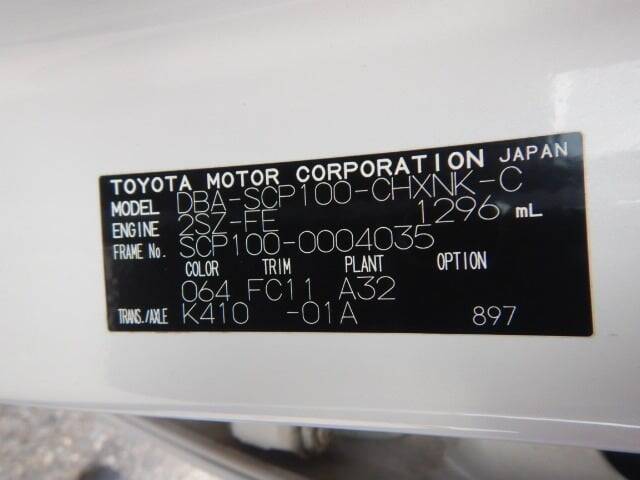 TOYOTA MOTOR CORPORATION JAPAN
MODEL DBA-SCP100-CHXNK-C
ENGINE 2SZ-FE 1296 mL
FRAME No. SCP100-0004035
COLOR TRIM PLANT OPTION
064 FC11 A32
TRANS./AXLE K410 -01A 897